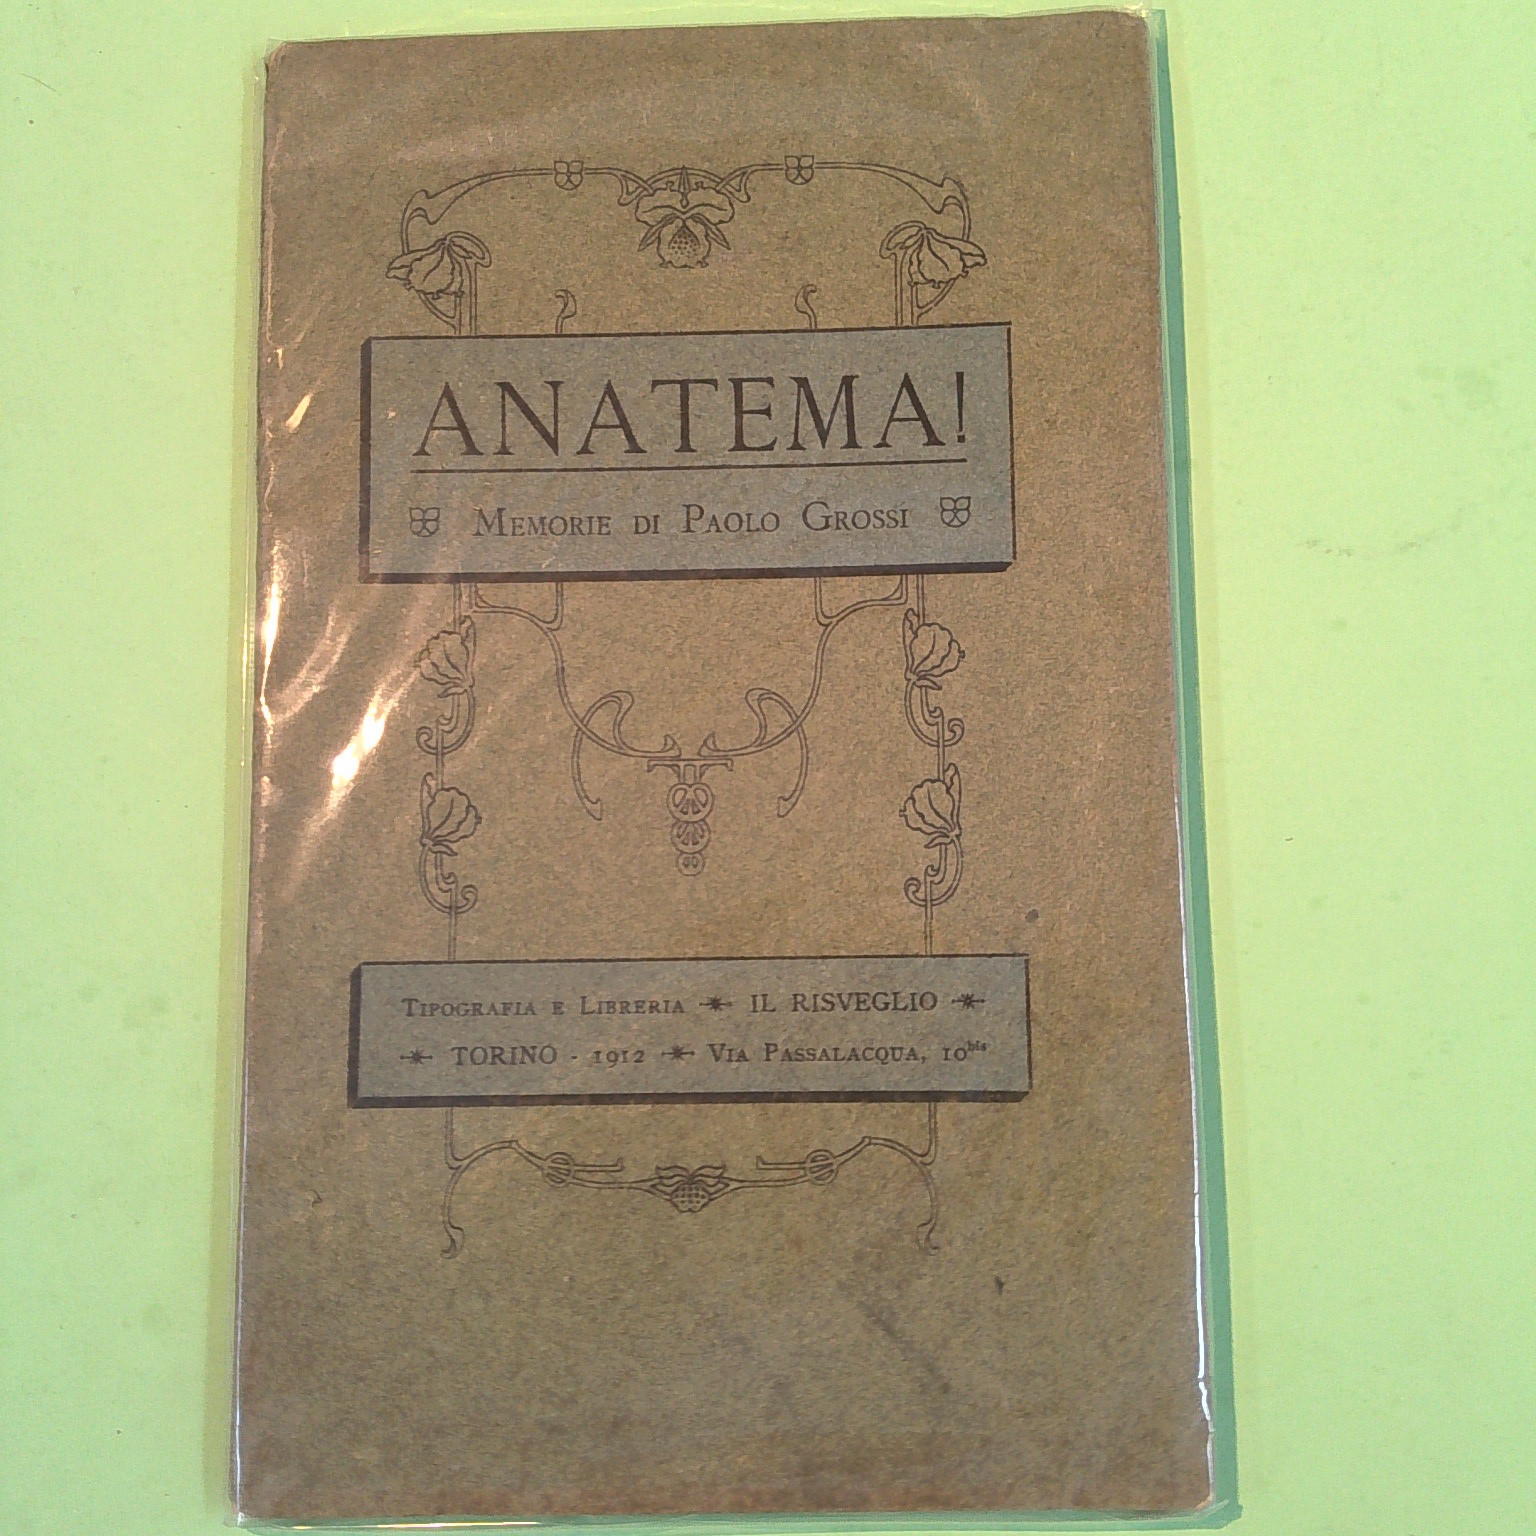 ANATEMA!
MEMORIE DI PAOLO GROSSI
TIPOGRAFIA E LIBRERIA IL RISVEGLIO
TORINO - 1912 VIA PASSALACQUA, 10bis